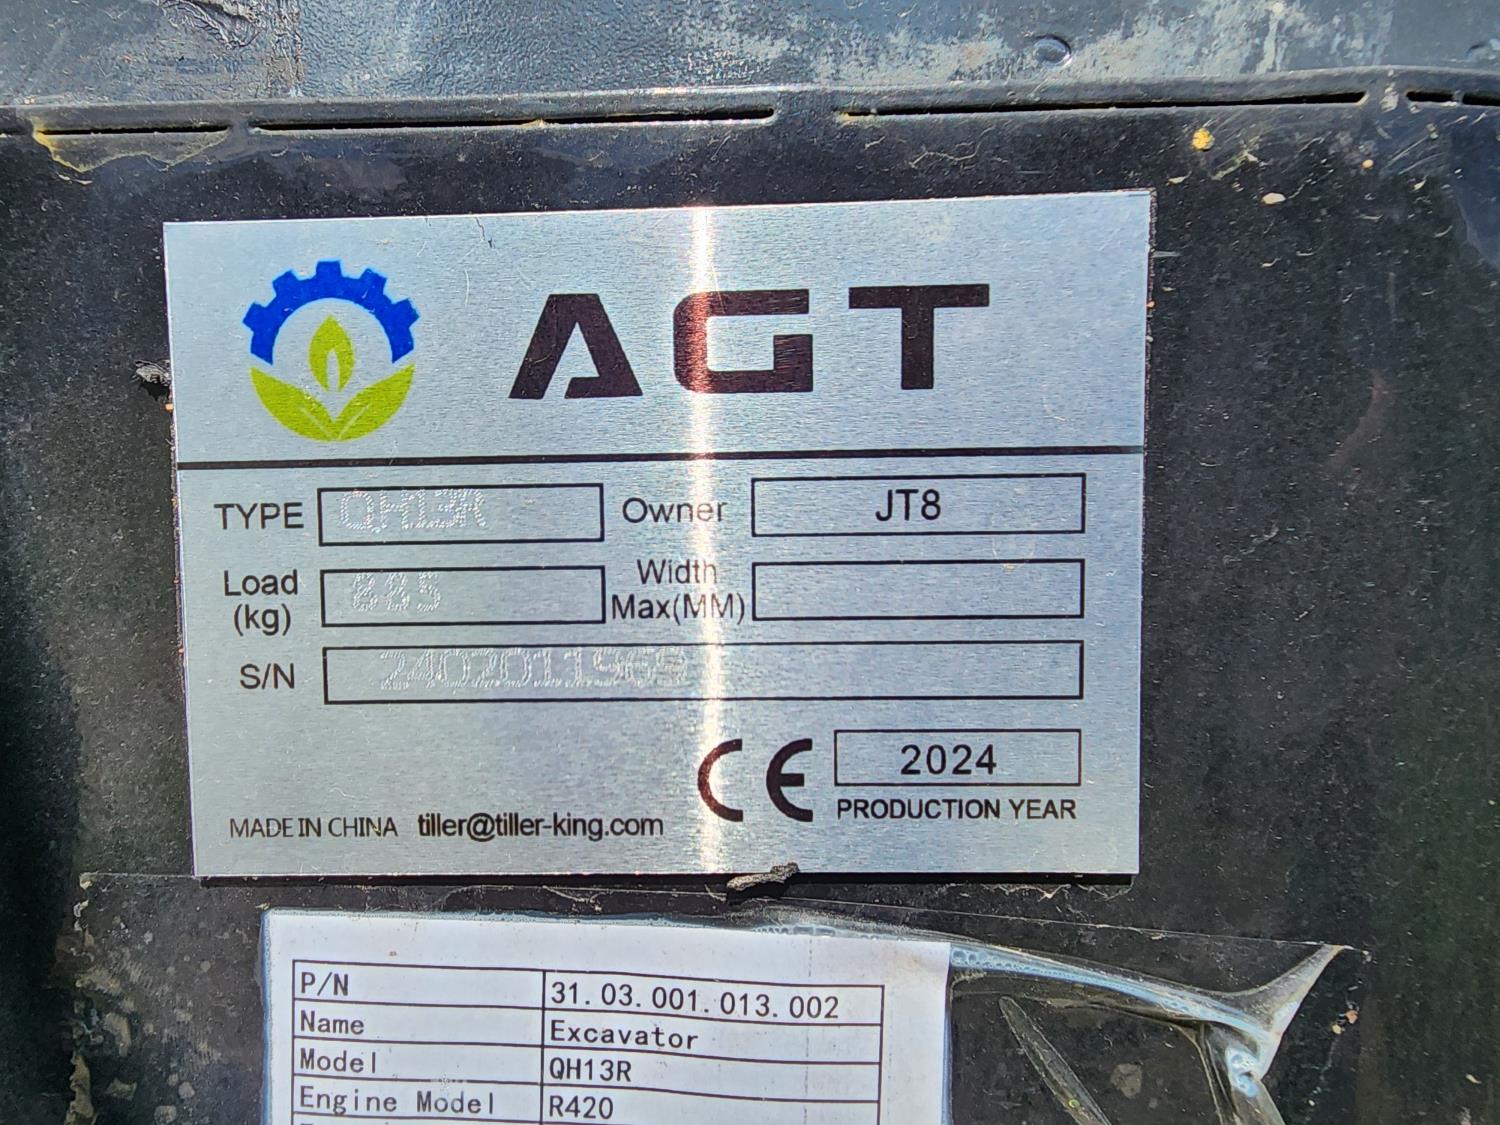 AGT
TYPE QH13R Owner JT8
Load (kg) 885 Width Max(MM)
S/N 2402011969
CE 2024
PRODUCTION YEAR
MADE IN CHINA tiller@tiller-king.com
P/N 31.03.001.013.002
Name Excavator
Model QH13R
Engine Model R420